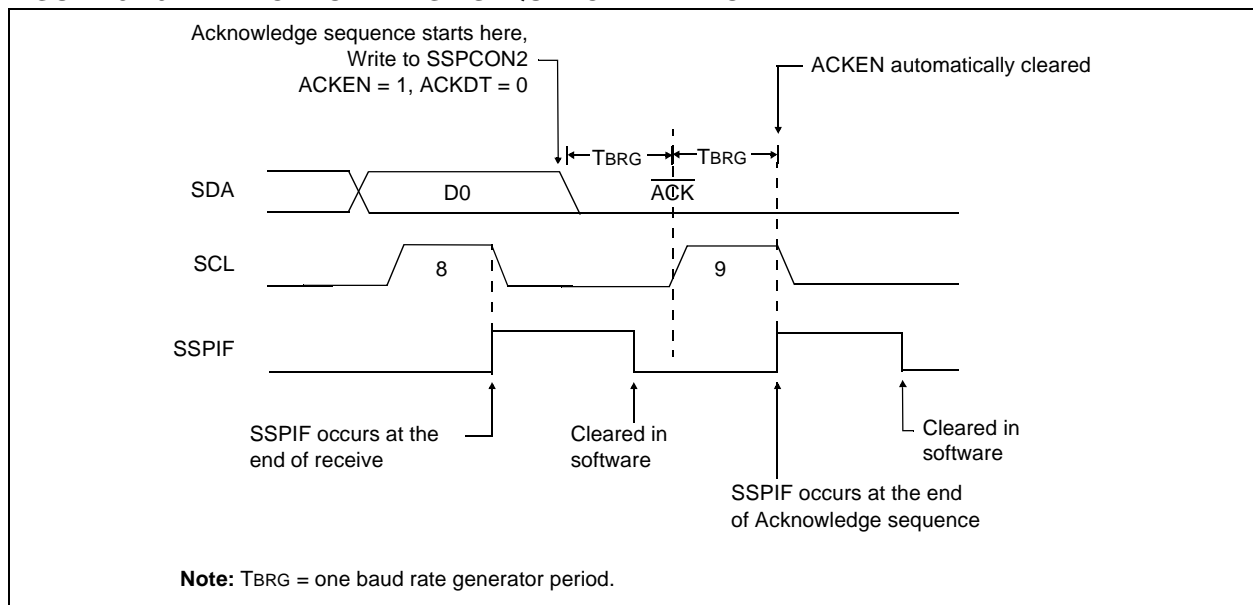 Acknowledge sequence starts here,
Write to SSPCON2
ACKEN = 1, ACKDT = 0
ACKEN automatically cleared
TBRG
TBRG
SDA
D0
ACK
SCL
8
9
SSPIF
SSPIF occurs at the
end of receive
Cleared in
software
SSPIF occurs at the end
of Acknowledge sequence
Cleared in
software
Note: TBRG = one baud rate generator period.